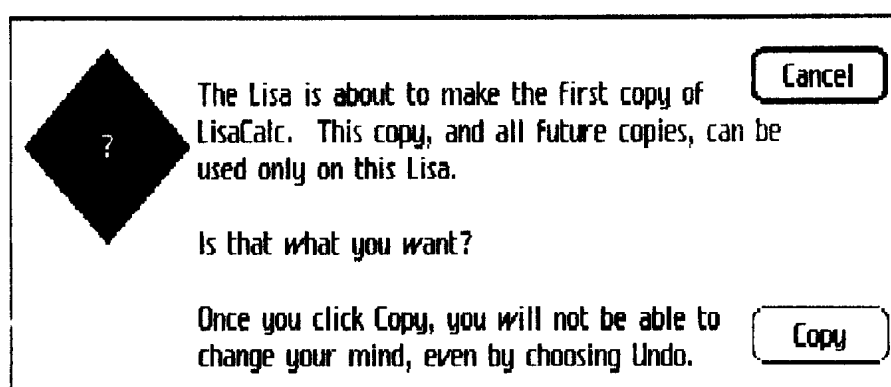 ?
Cancel
The Lisa is about to make the first copy of
LisaCalc.  This copy, and all future copies, can be
used only on this Lisa.
Is that what you want?
Once you click Copy, you will not be able to
change your mind, even by choosing Undo.
Copy